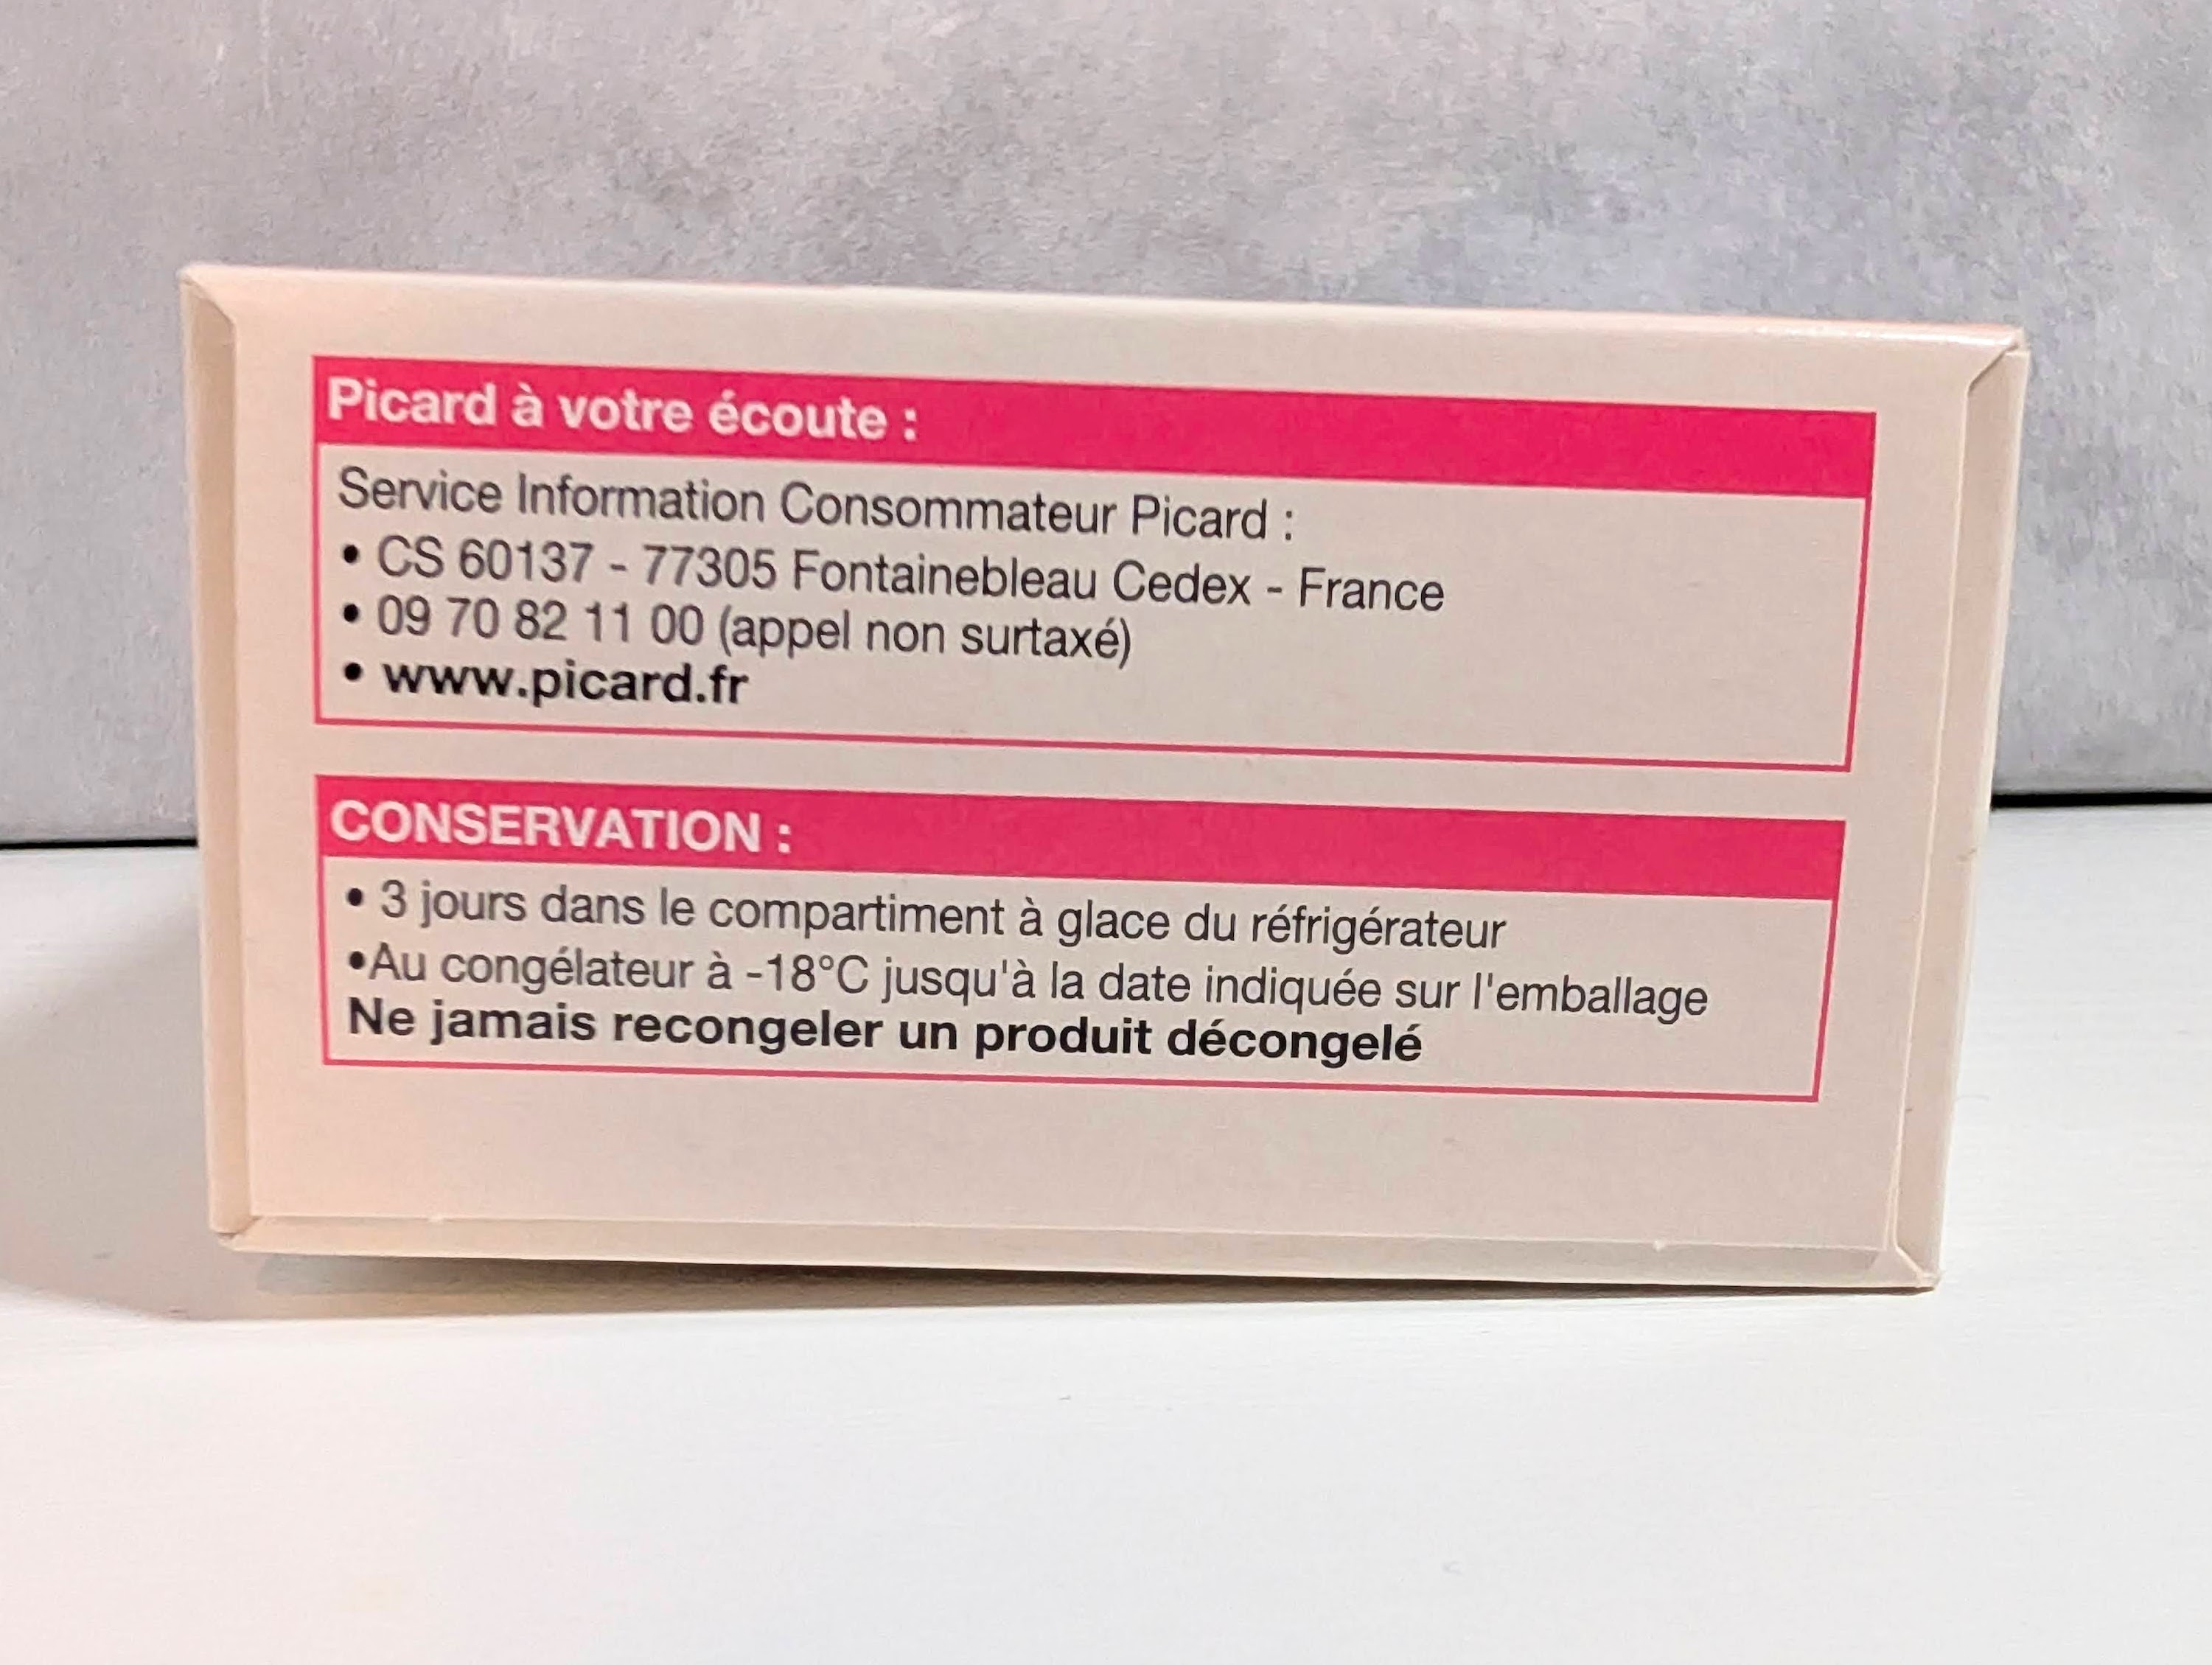 Picard à votre écoute :
Service Information Consommateur Picard :
• CS 60137 - 77305 Fontainebleau Cedex - France
• 09 70 82 11 00 (appel non surtaxé)
• www.picard.fr
CONSERVATION :
• 3 jours dans le compartiment à glace du réfrigérateur
•Au congélateur à -18°C jusqu'à la date indiquée sur l'emballage
Ne jamais recongeler un produit décongelé